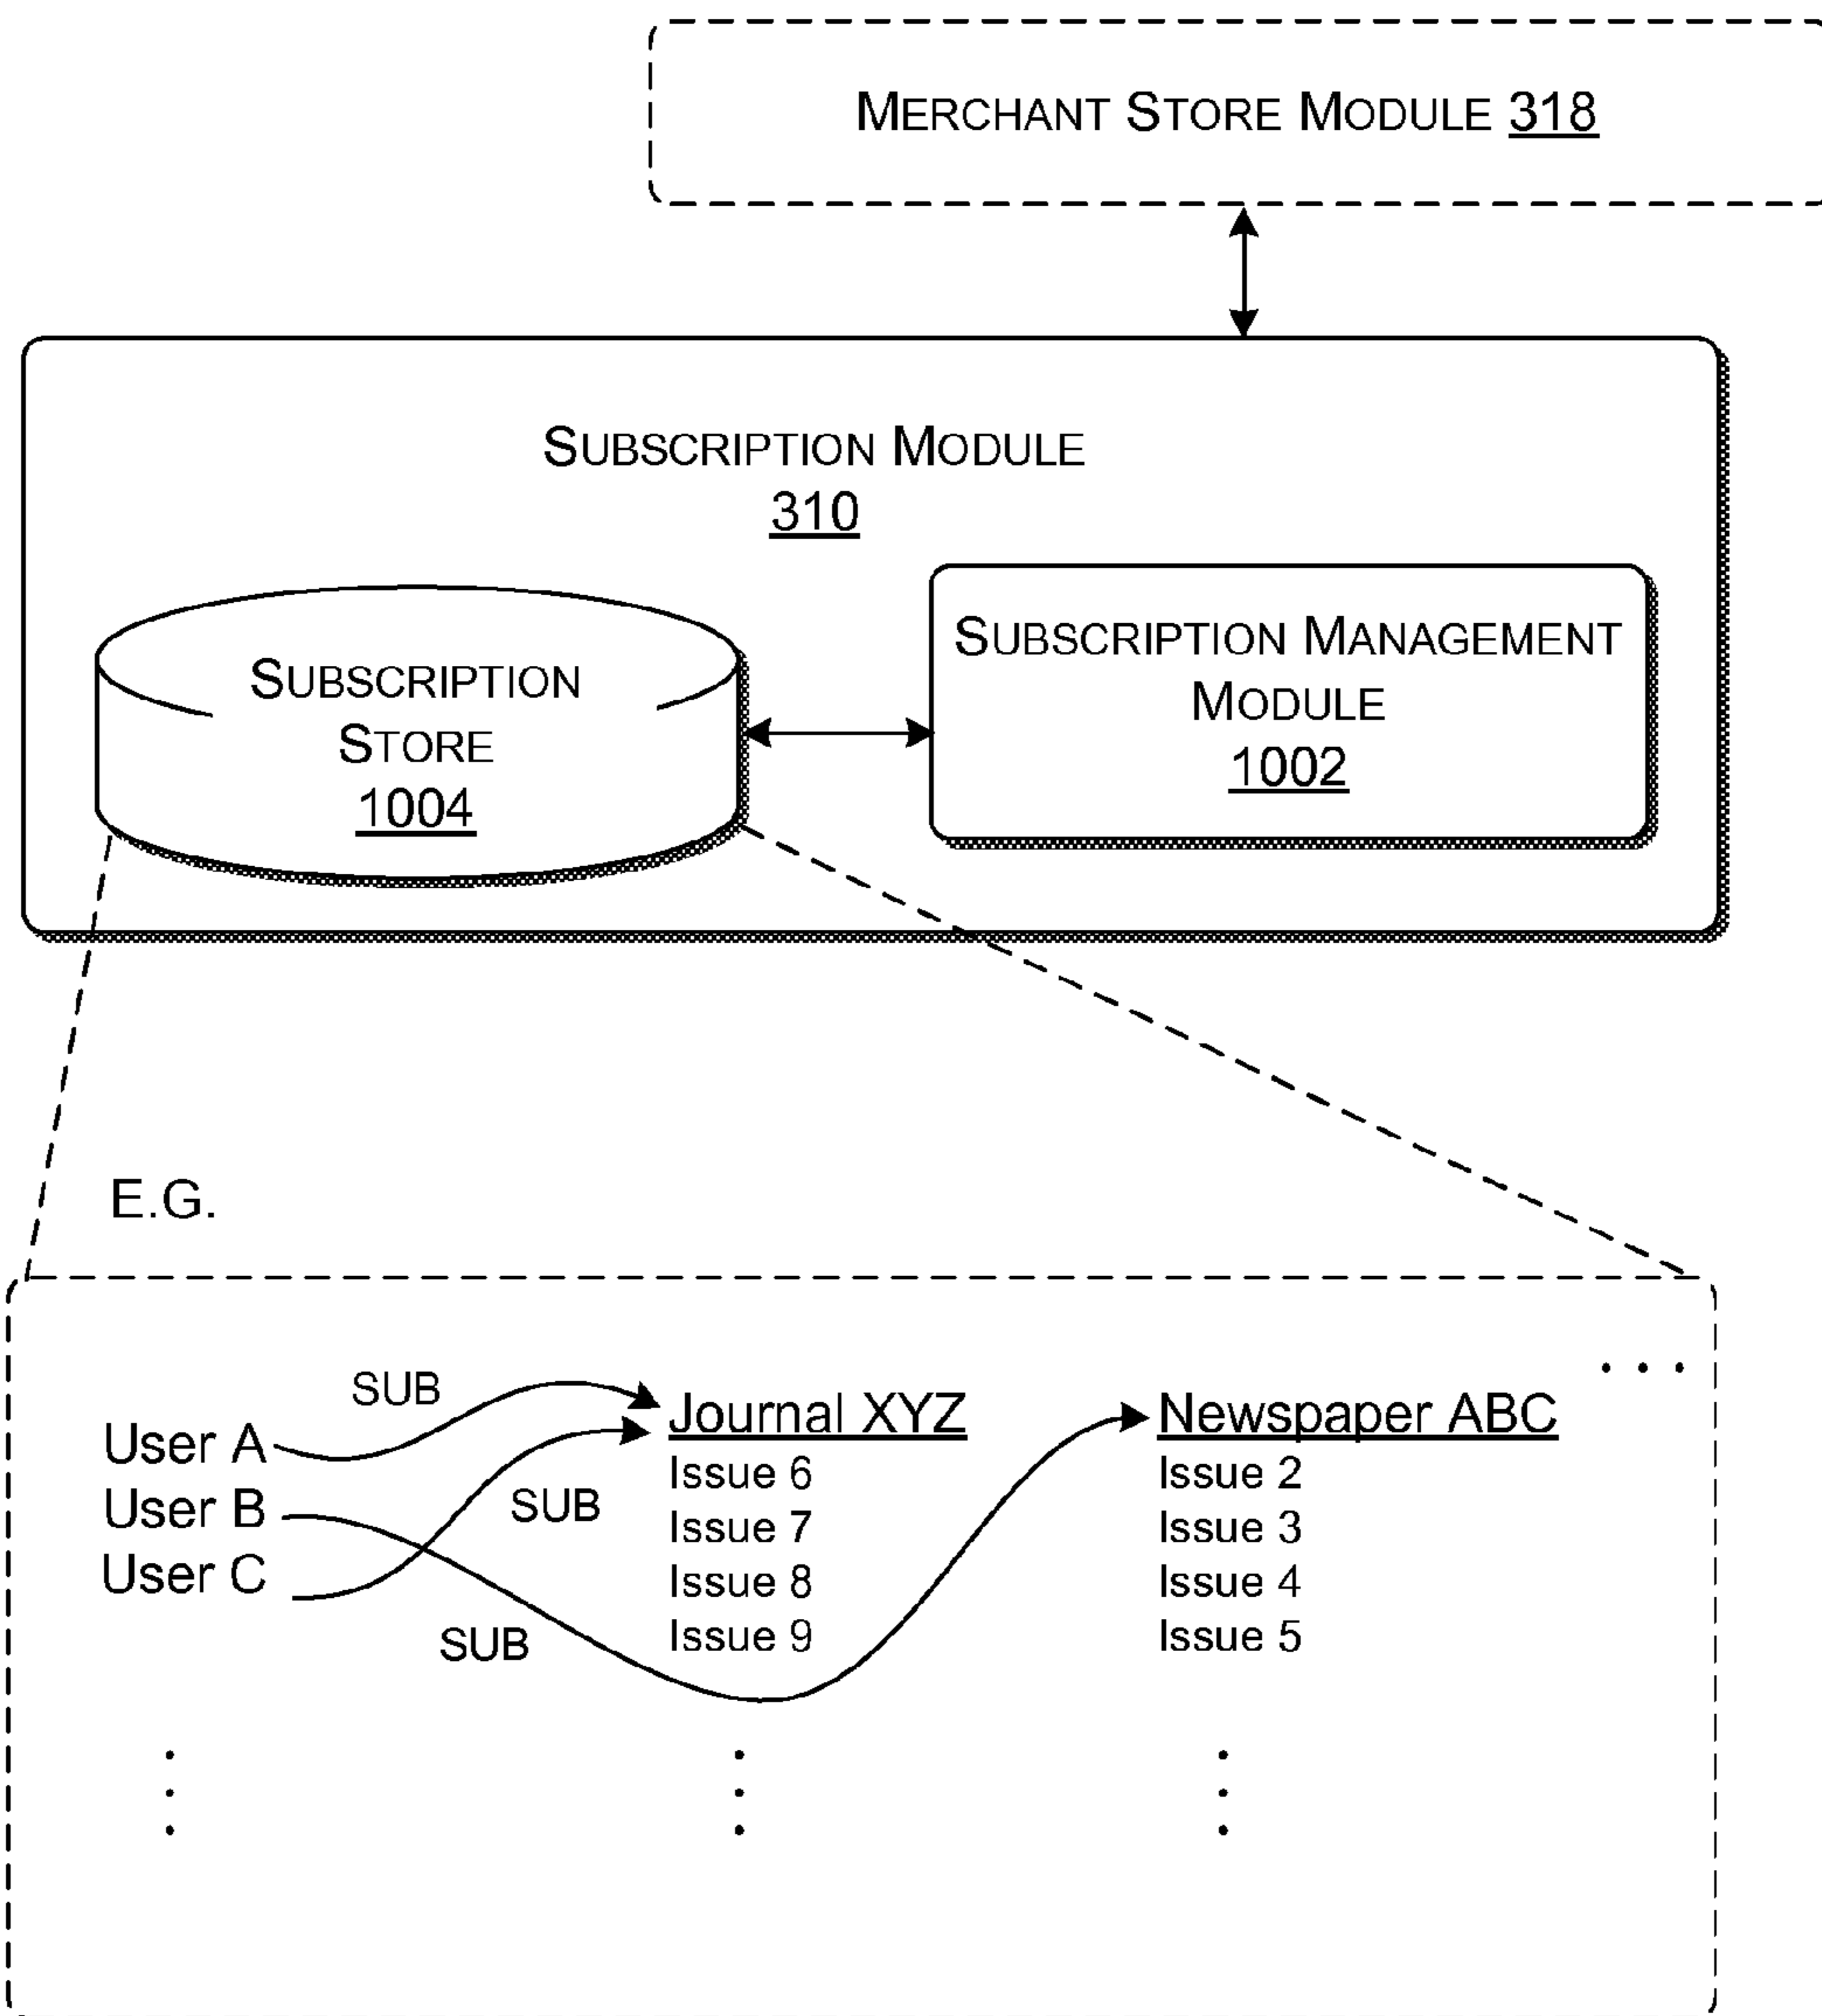 MERCHANT STORE MODULE 318
SUBSCRIPTION MODULE
310
SUBSCRIPTION
STORE
1004
SUBSCRIPTION MANAGEMENT
MODULE
1002
E.G.
. . .
SUB
User A
User B
User C
SUB
SUB
Journal XYZ
Issue 6
Issue 7
Issue 8
Issue 9
Newspaper ABC
Issue 2
Issue 3
Issue 4
Issue 5